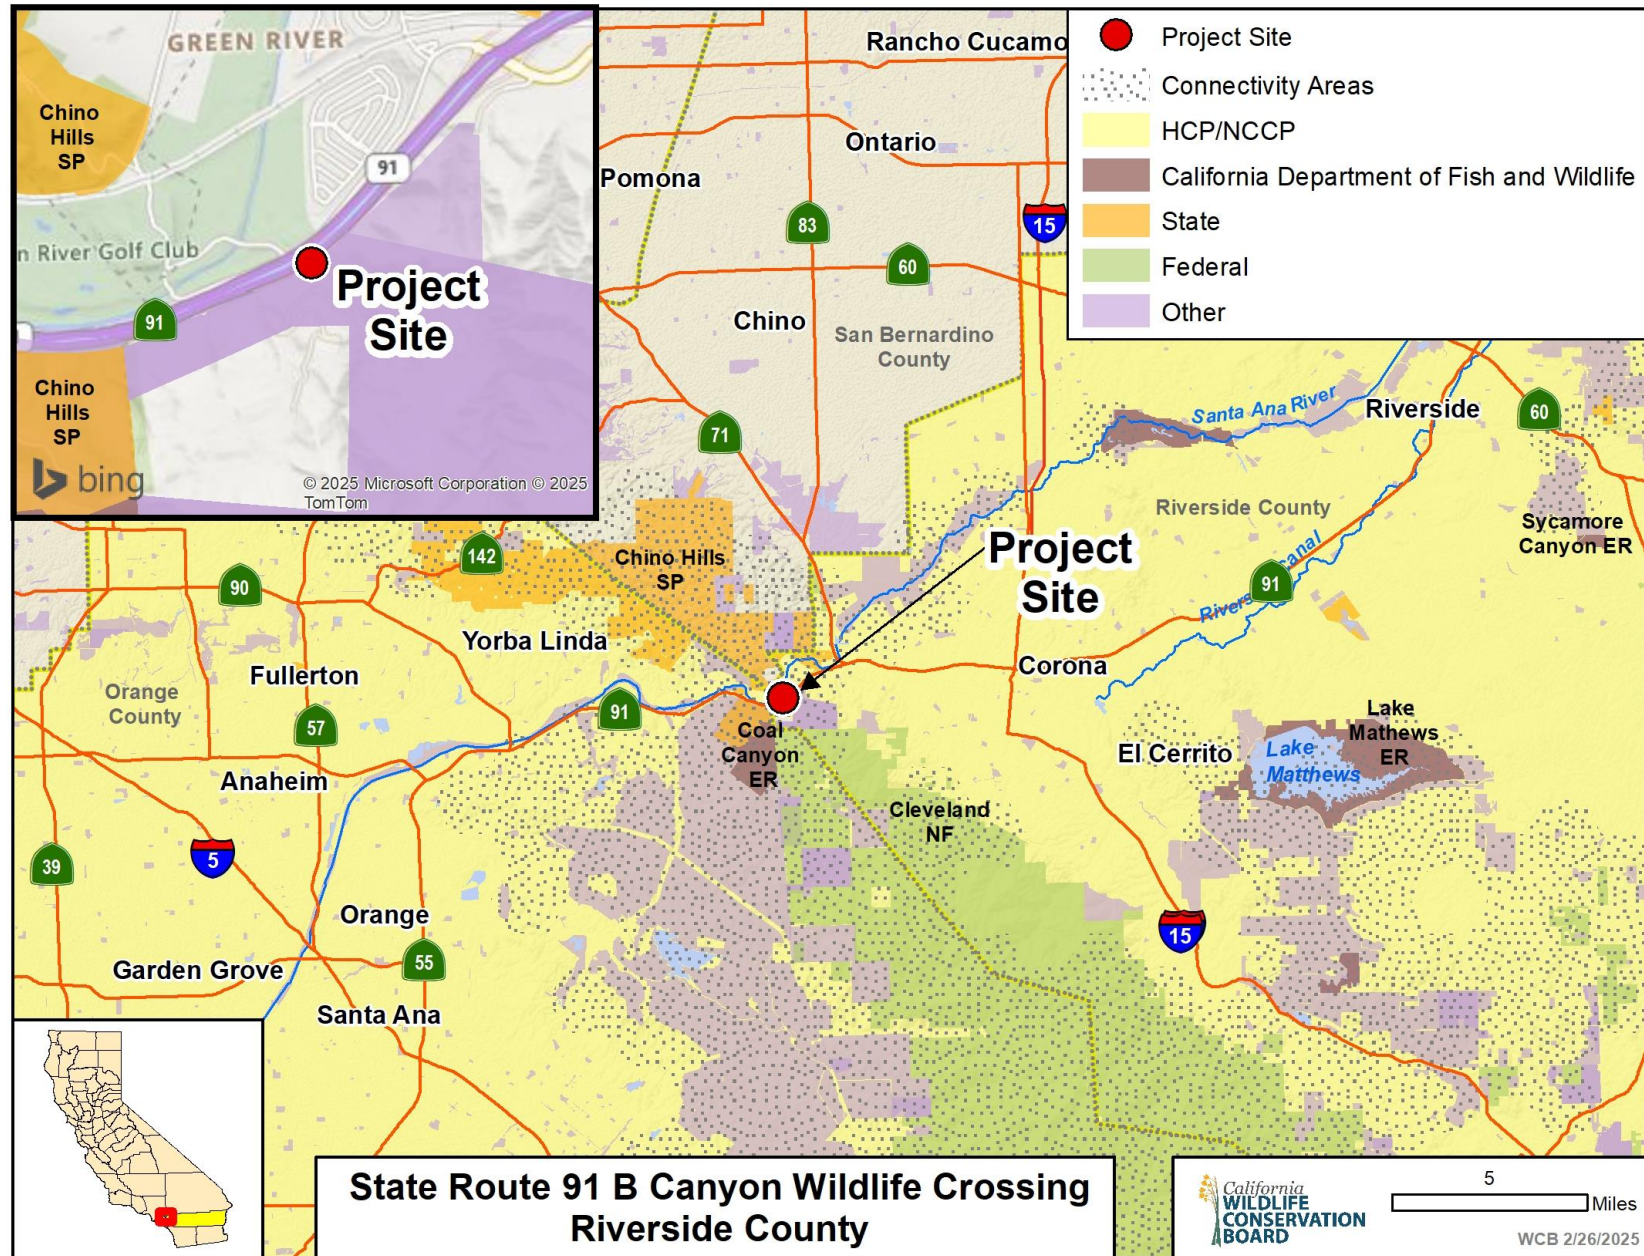 GREEN RIVER
Chino
Hills
SP
91
n River Golf Club
Project
Site
91
Chino
Hills
SP
bing
© 2025 Microsoft Corporation © 2025
TomTom
Project Site
Connectivity Areas
HCP/NCCP
California Department of Fish and Wildlife
State
Federal
Other
Rancho Cucamo
Ontario
Pomona
83
15
60
Chino
San Bernardino
County
71
Santa Ana River
Riverside
60
Riverside County
Sycamore
Canyon ER
Project
Site
142
Chino Hills
SP
90
91
Rivers
anal
Yorba Linda
Fullerton
Orange
County
57
91
Corona
Coal
Canyon
ER
Lake
Mathews
ER
El Cerrito
Lake
Matthews
Anaheim
Cleveland
NF
39
5
Orange
15
55
Garden Grove
Santa Ana
State Route 91 B Canyon Wildlife Crossing
Riverside County
California
WILDLIFE
CONSERVATION
BOARD
5
Miles
WCB 2/26/2025